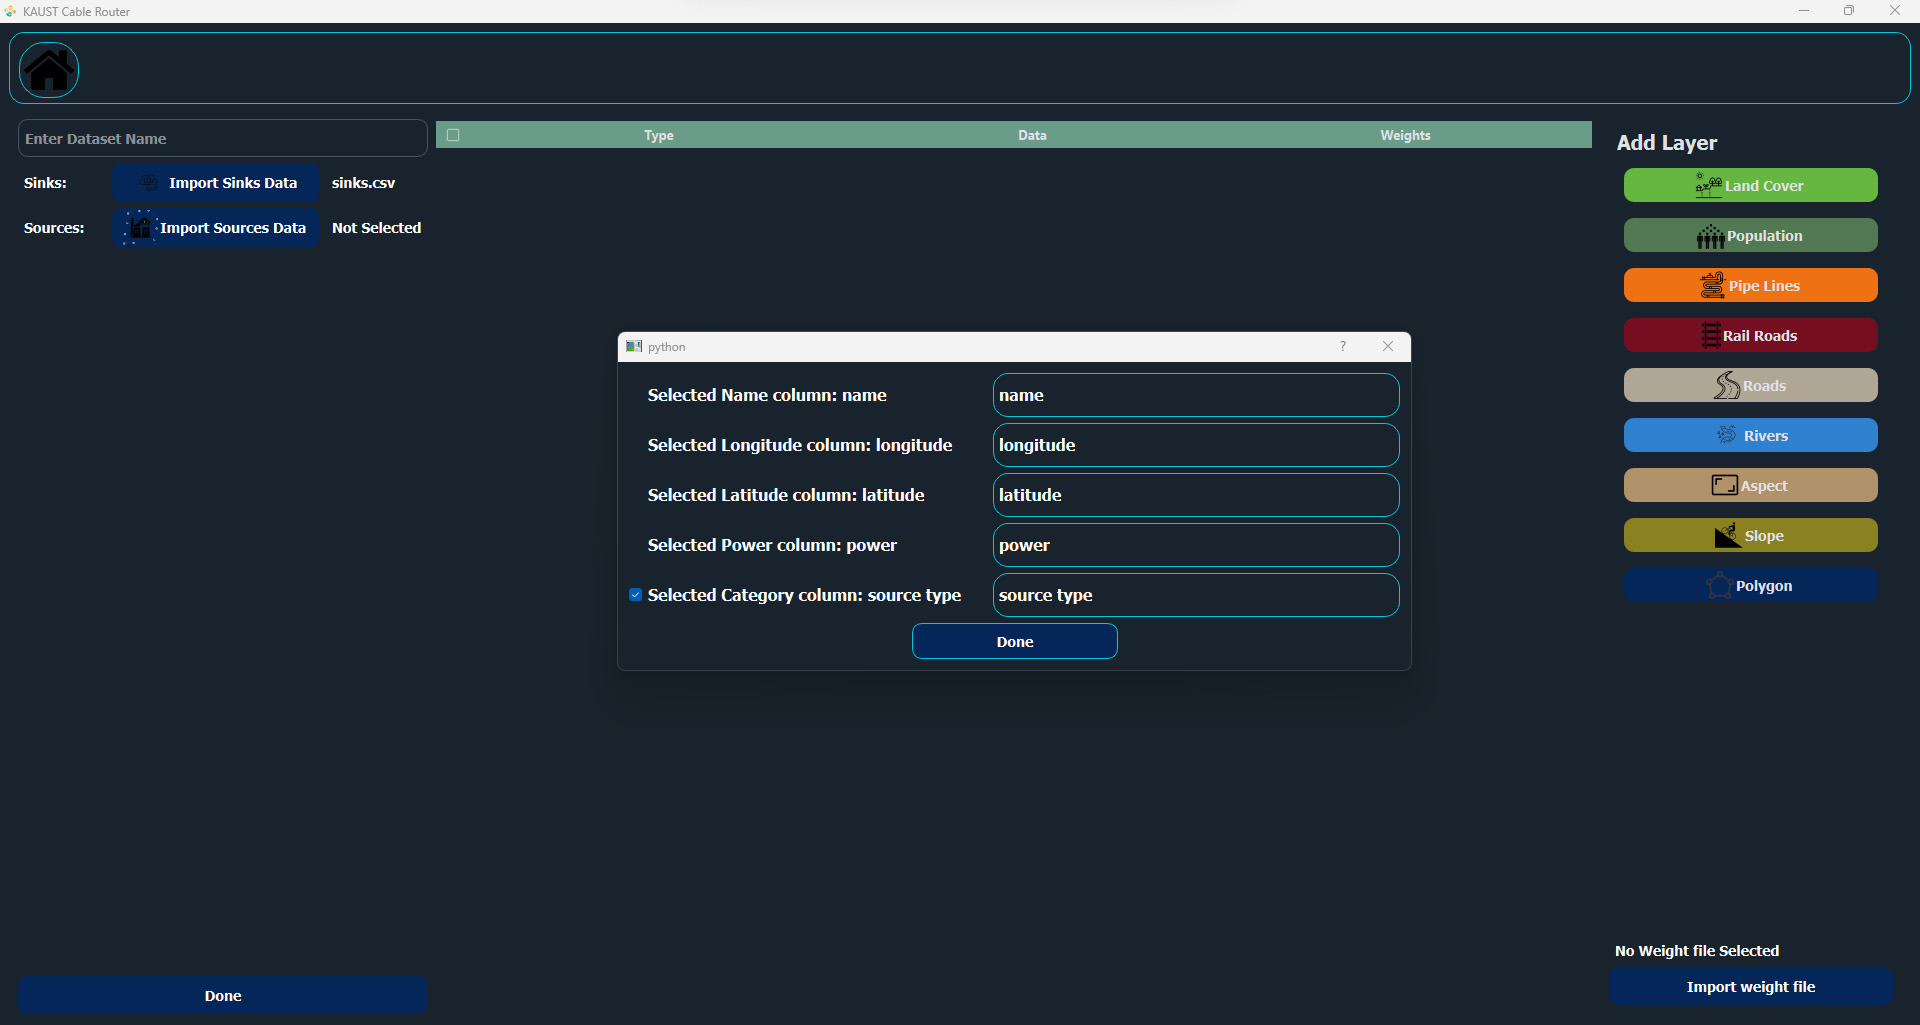 KAUST Cable Router
Enter Dataset Name
Sinks:
Import Sinks Data
sinks.csv
Sources:
Import Sources Data
Not Selected
Type
Data
Weights
Add Layer
Land Cover
Population
Pipe Lines
Rail Roads
Roads
Rivers
Aspect
Slope
Polygon
python
?
Selected Name column: name
name
Selected Longitude column: longitude
longitude
Selected Latitude column: latitude
latitude
Selected Power column: power
power
Selected Category column: source type
source type
Done
No Weight file Selected
Import weight file
Done